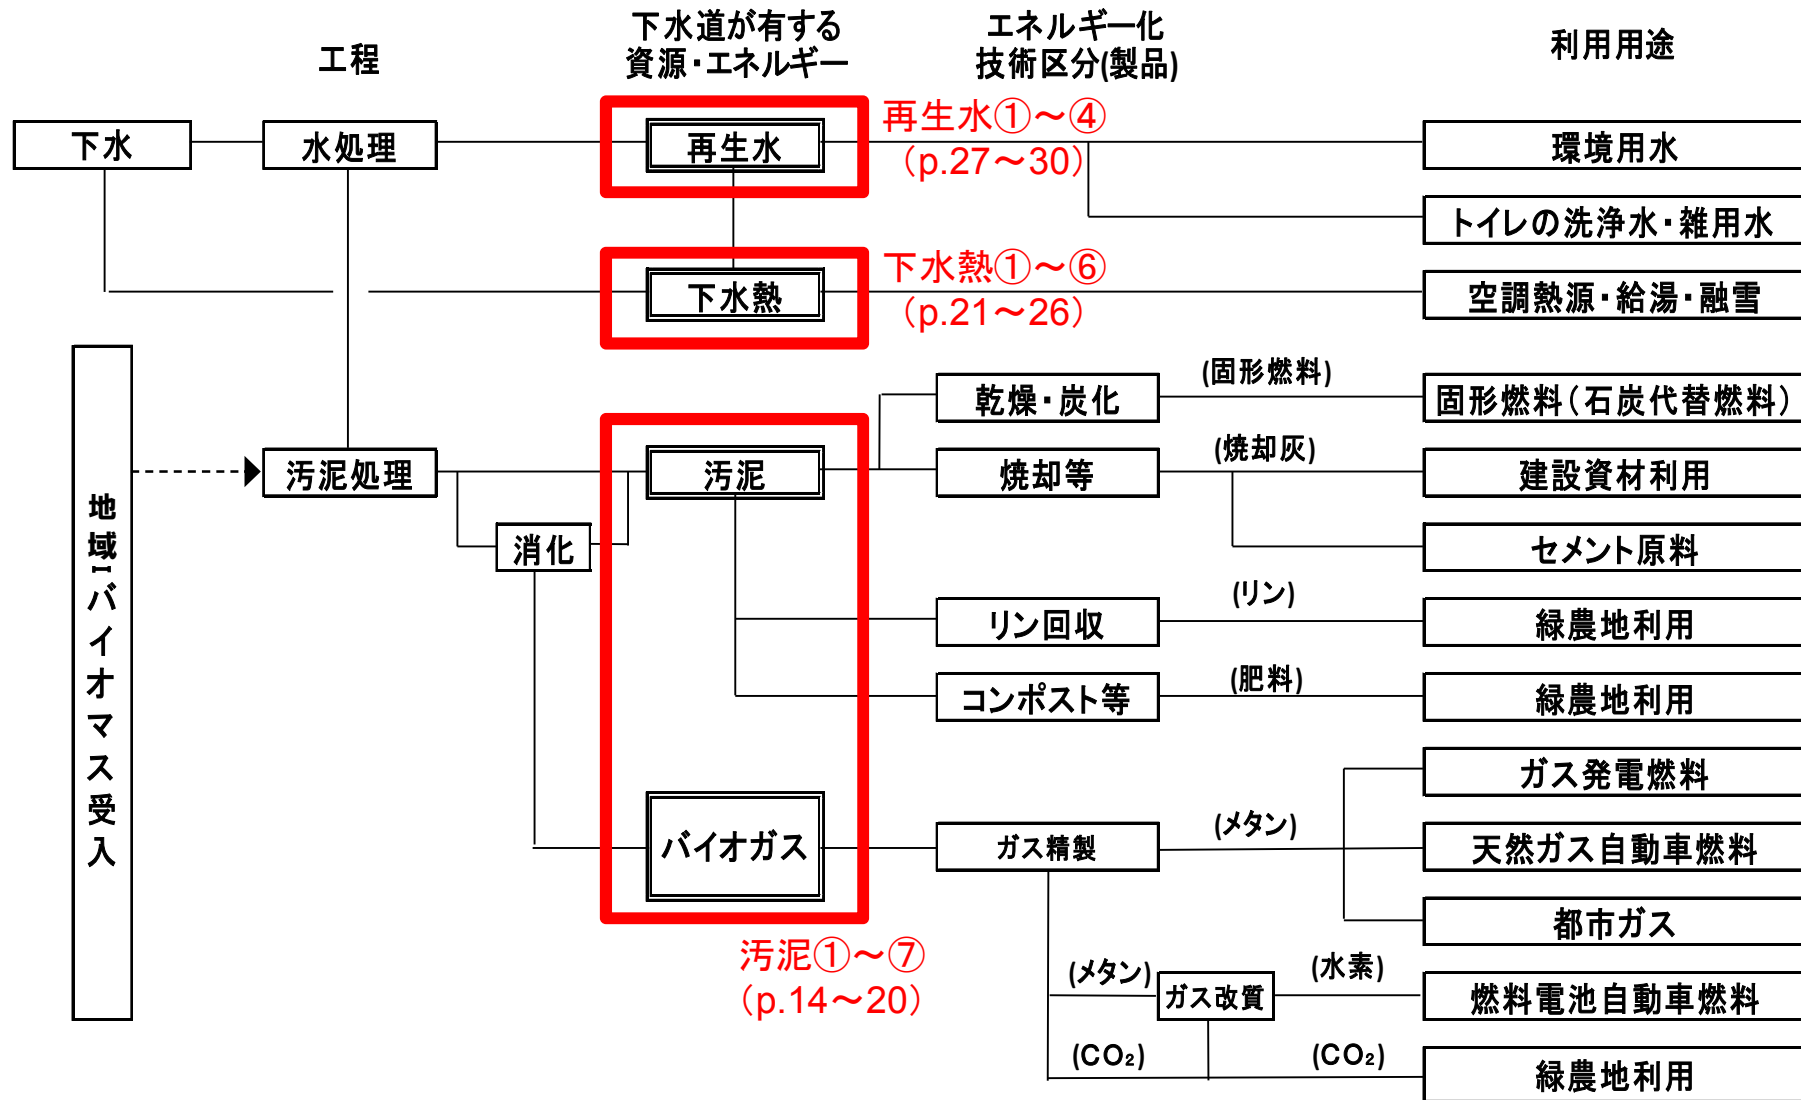 工程
下水道が有する
資源・エネルギー
エネルギー化
技術区分(製品)
利用用途
下水
水処理
再生水
再生水①～④
(p.27～30)
環境用水
トイレの洗浄水・雑用水
下水熱
下水熱①～⑥
(p.21～26)
空調熱源・給湯・融雪
地域バイオマス受入
汚泥処理
消化
汚泥
乾燥・炭化
(固形燃料)
固形燃料(石炭代替燃料)
焼却等
(焼却灰)
建設資材利用
セメント原料
リン回収
(リン)
緑農地利用
コンポスト等
(肥料)
緑農地利用
バイオガス
ガス精製
(メタン)
ガス発電燃料
天然ガス自動車燃料
都市ガス
汚泥①～⑦
(p.14～20)
(メタン)
ガス改質
(水素)
燃料電池自動車燃料
(CO₂)
(CO₂)
緑農地利用